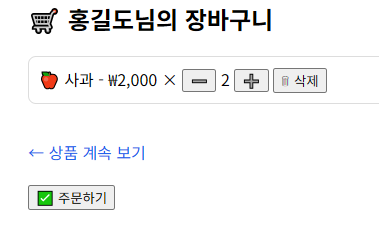 🛒 홍길도님의 장바구니
🍎 사과 - ₩2,000 × ➖ 2 ➕ 🗑 삭제
← 상품 계속 보기
✅ 주문하기